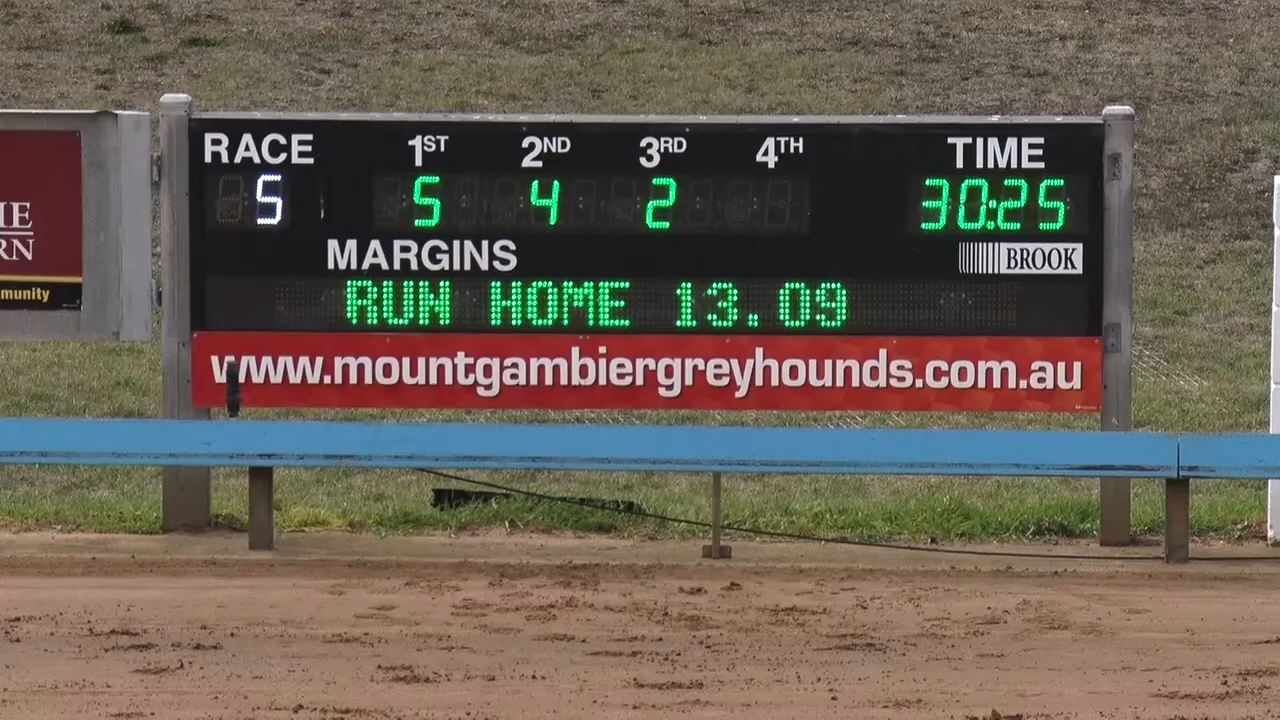 RACE 1ST 2ND 3RD 4TH TIME
5 5 4 2 30:25
MARGINS
BROOK
RUN HOME 13.09
www.mountgambiergreyhounds.com.au
munity